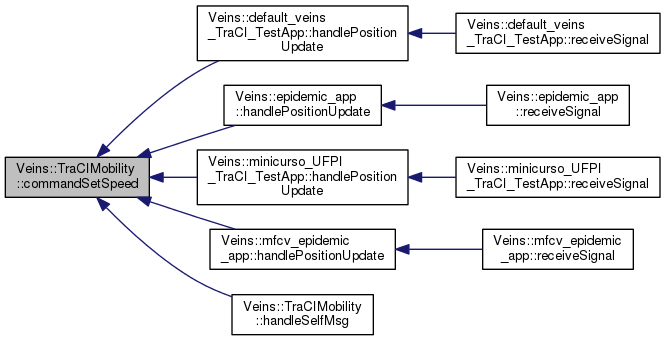 Veins::default_veins
_TraCI_TestApp::handlePosition
Update
Veins::default_veins
_TraCI_TestApp::receiveSignal
Veins::epidemic_app
::handlePositionUpdate
Veins::epidemic_app
::receiveSignal
Veins::TraCIMobility
::commandSetSpeed
Veins::minicurso_UFPI
_TraCI_TestApp::handlePosition
Update
Veins::minicurso_UFPI
_TraCI_TestApp::receiveSignal
Veins::mfcv_epidemic
_app::handlePositionUpdate
Veins::mfcv_epidemic
_app::receiveSignal
Veins::TraCIMobility
::handleSelfMsg